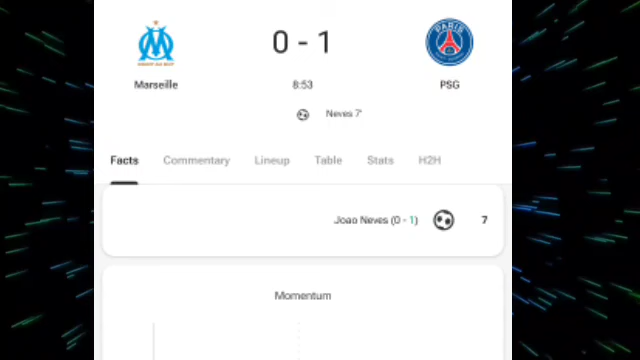 0 - 1
Marseille
8:53
PSG
Neves 7'
Facts
Commentary
Lineup
Table
Stats
H2H
Joao Neves (0 - 1)
7
Momentum
PARIS